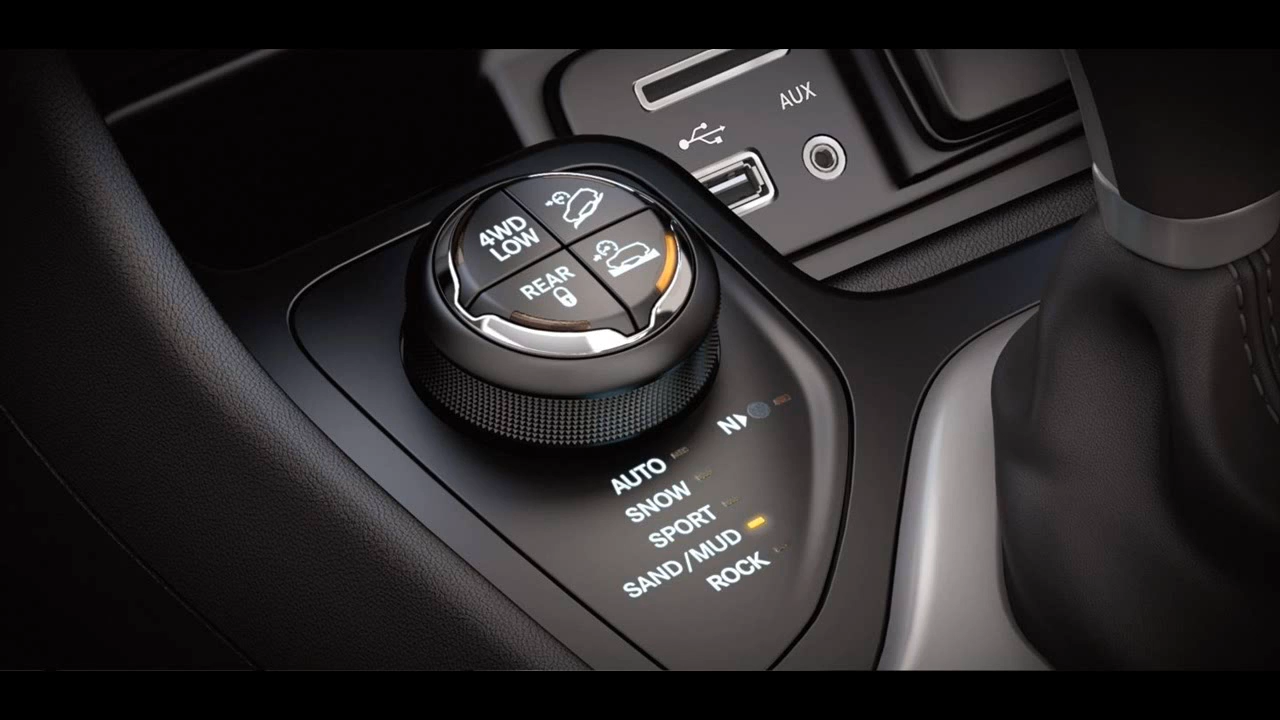 AUX
4WD
LOW
REAR
N
AUTO
SNOW
SPORT
SAND/MUD
ROCK